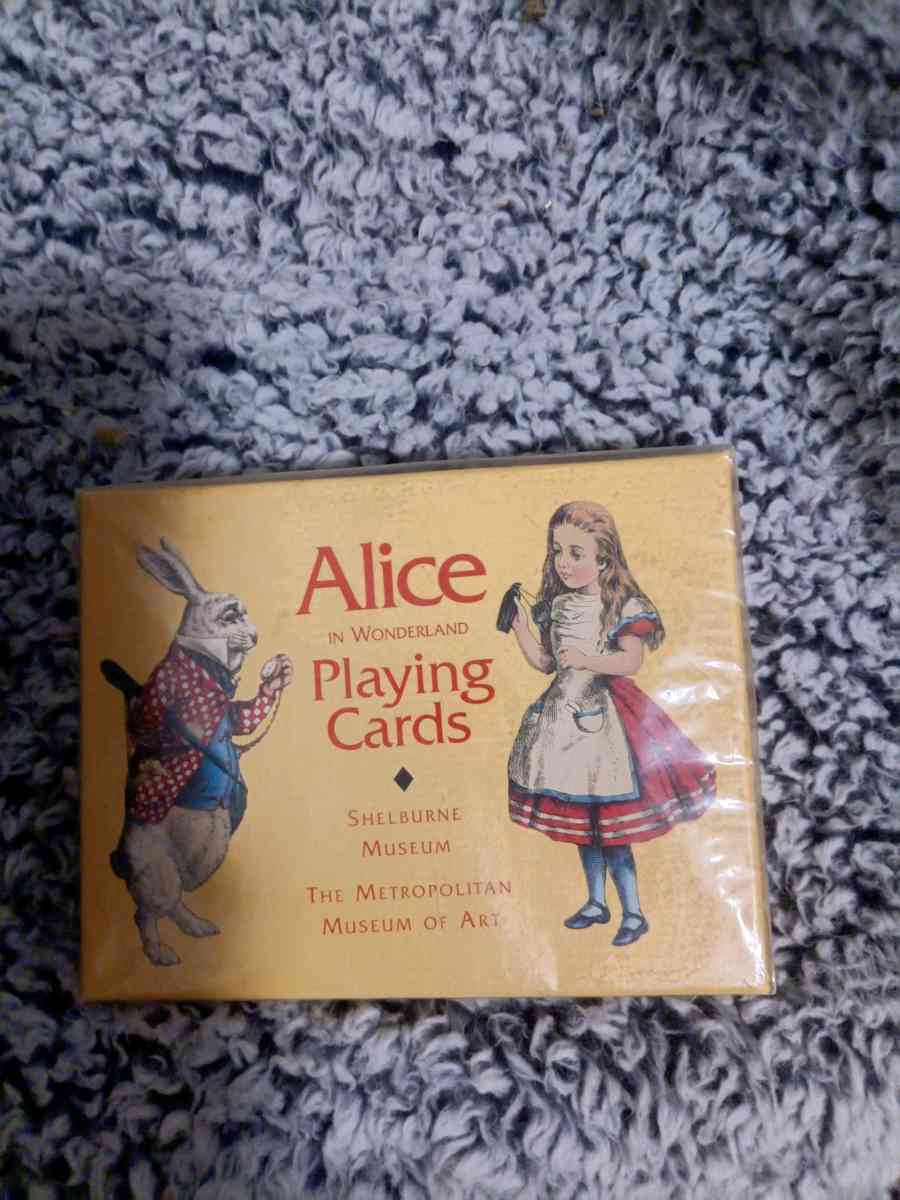 Alice
IN WONDERLAND
Playing
Cards
SHELBURNE
MUSEUM
THE METROPOLITAN
MUSEUM OF ART